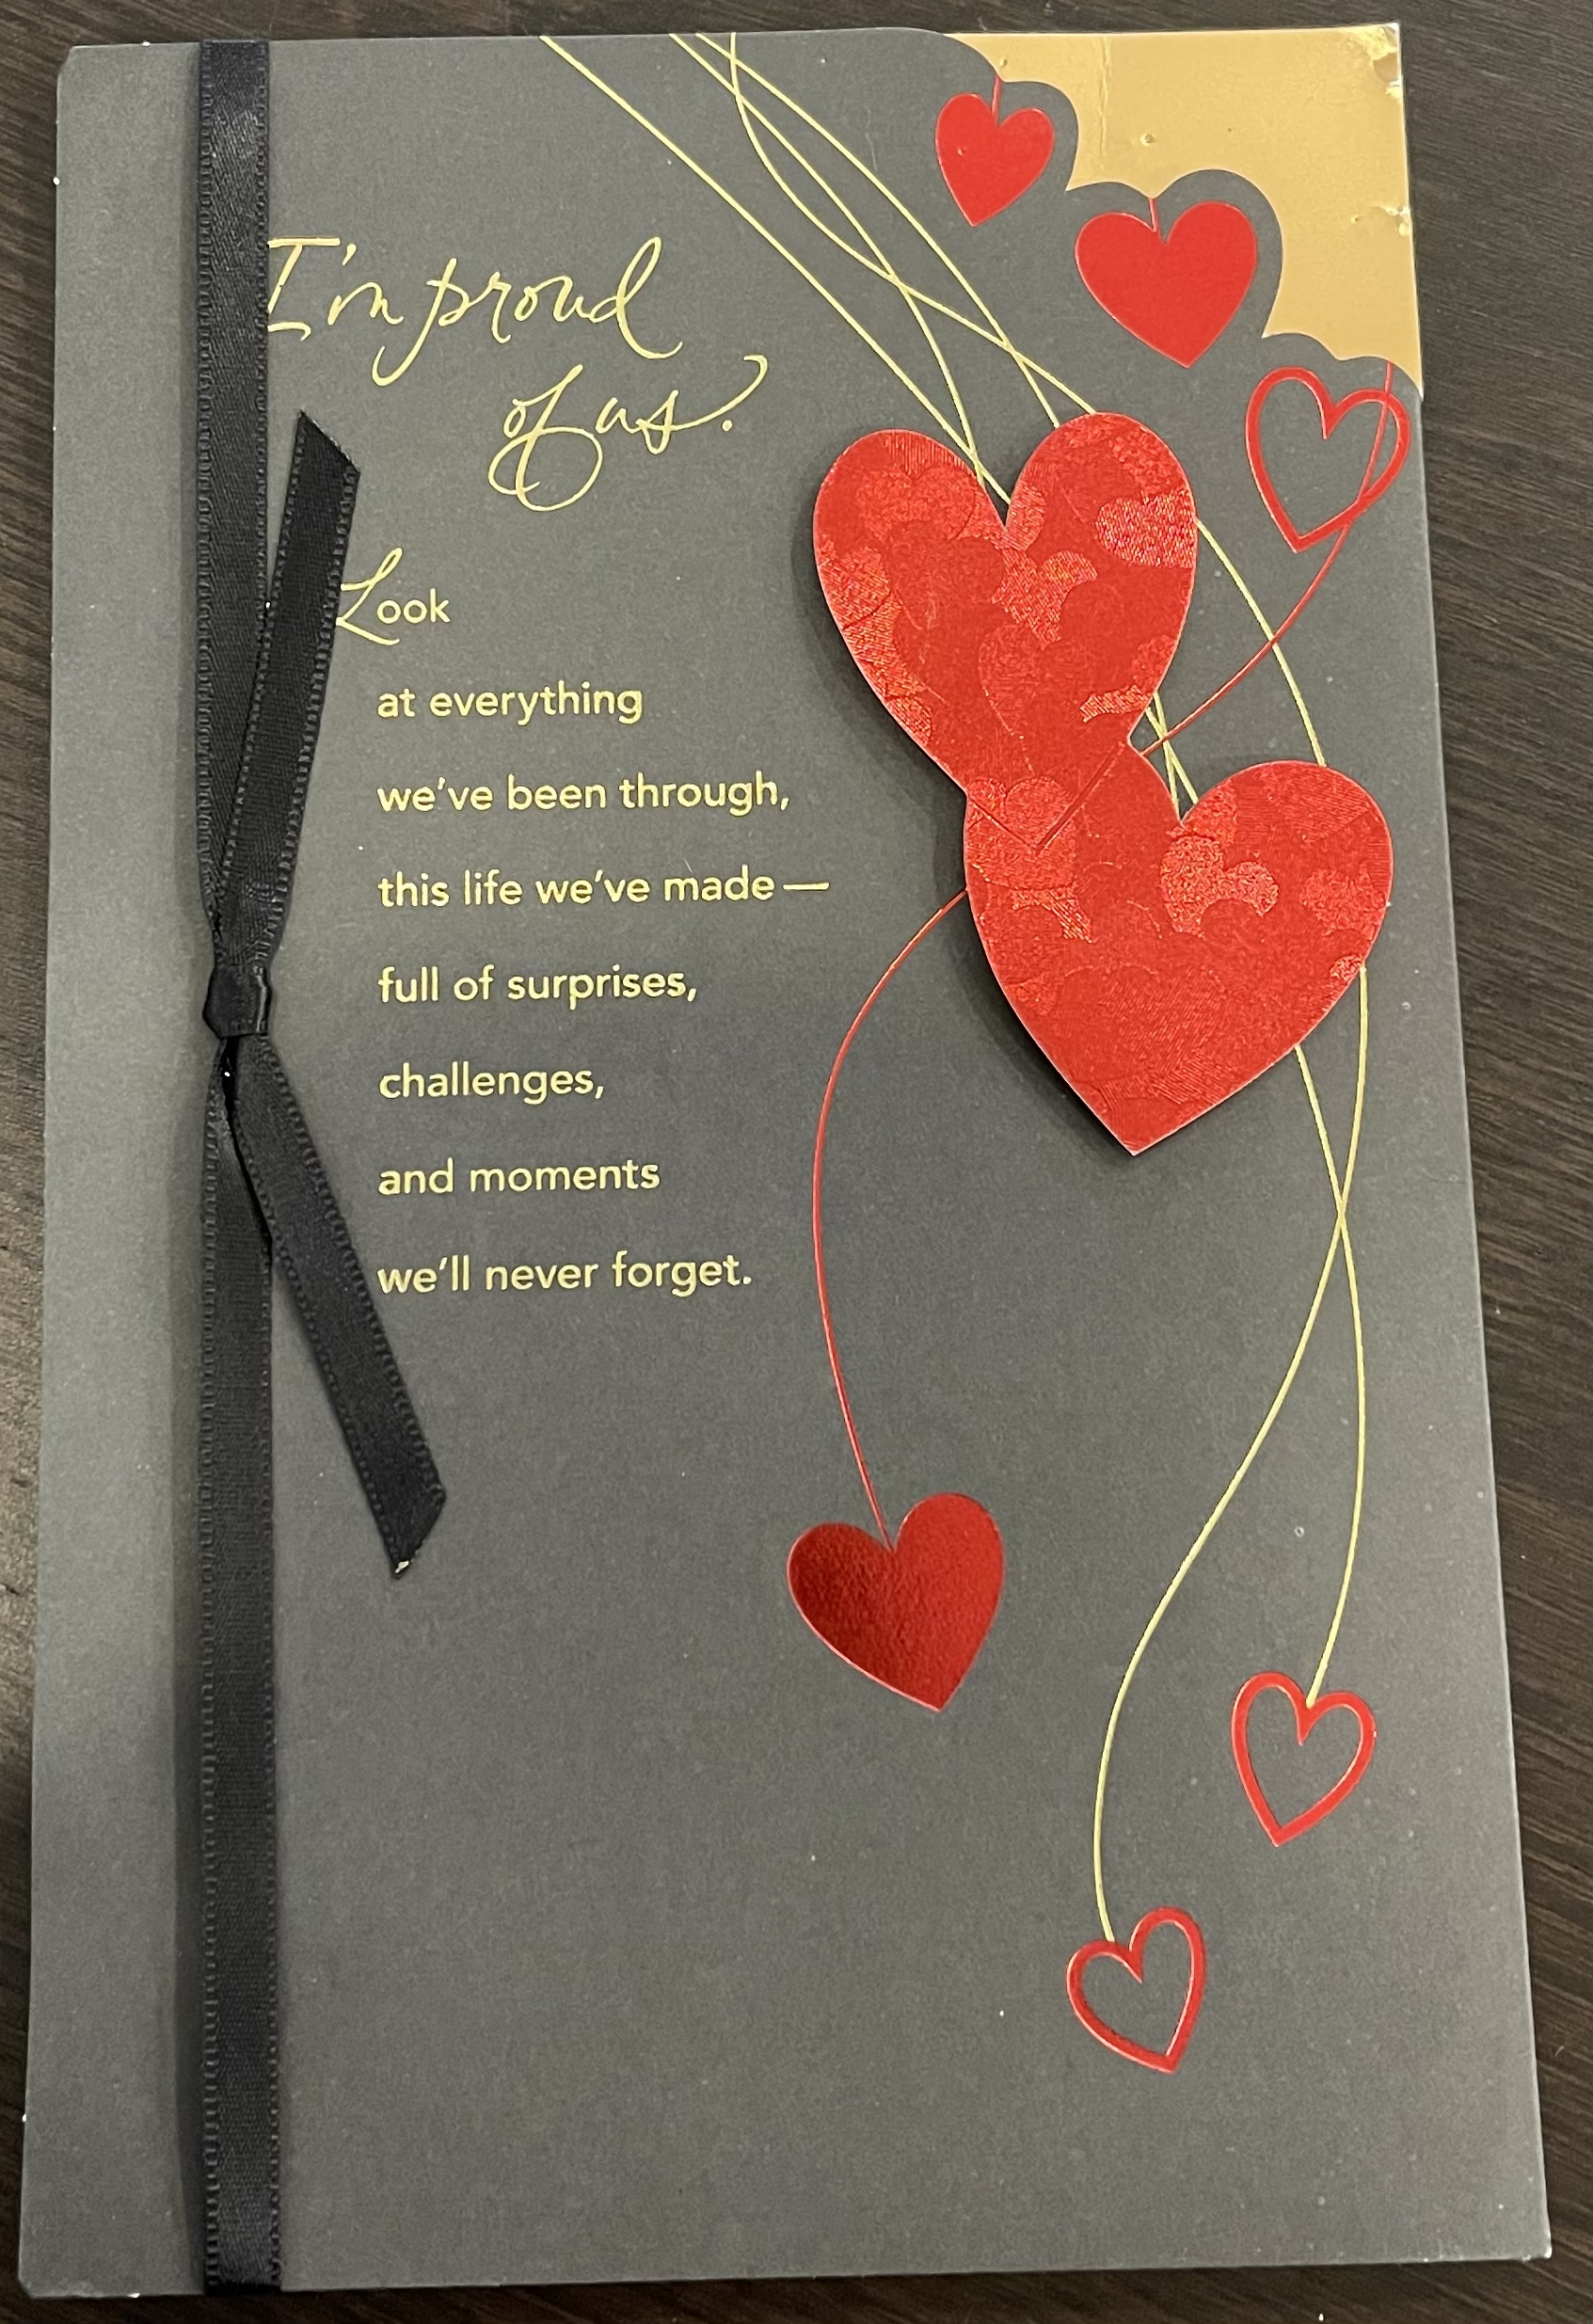 I'm proud
of us.
Look
at everything
we've been through,
this life we've made —
full of surprises,
challenges,
and moments
we'll never forget.